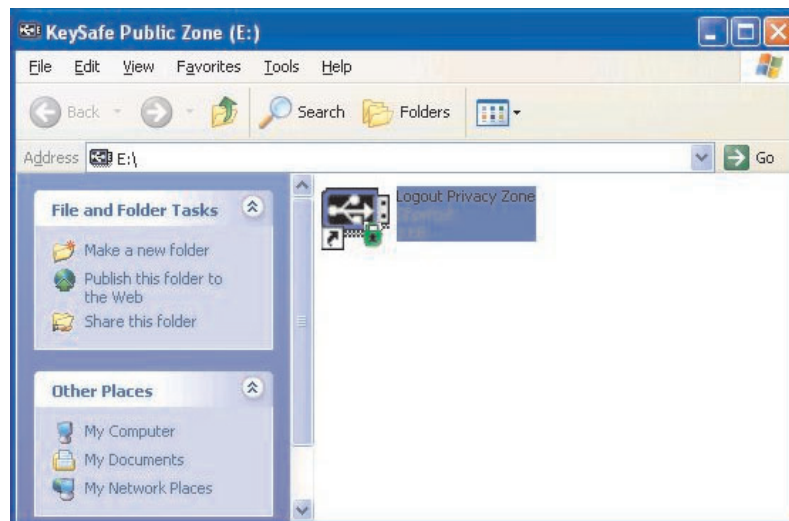 KeySafe Public Zone (E:)
File Edit View Favorites Tools Help
Back Search Folders
Address E:\ Go
File and Folder Tasks
Make a new folder
Publish this folder to
the Web
Share this folder
Other Places
My Computer
My Documents
My Network Places
Logout Privacy Zone